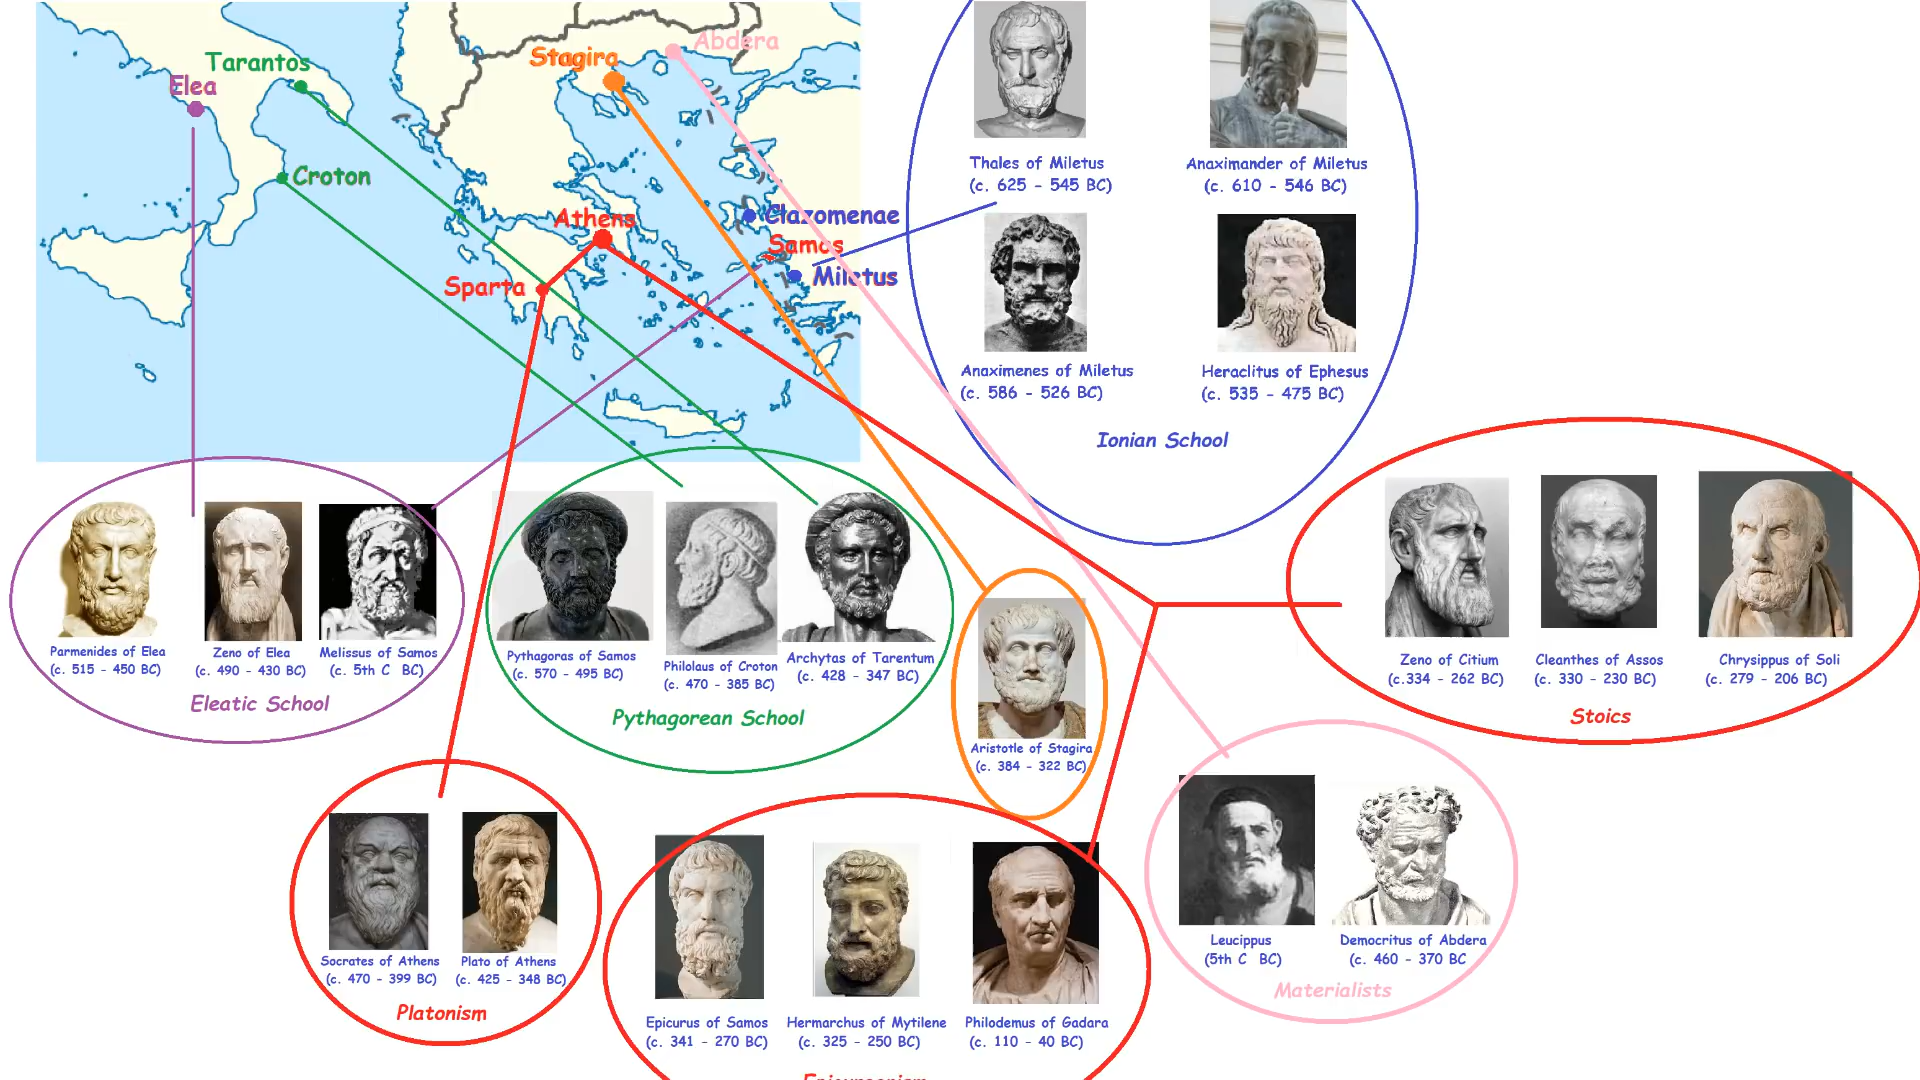 Tarantos
Elea
Croton
Stagira
Abdera
Athens
Sparta
Clazomenae
Samos
Miletus
Thales of Miletus
(c. 625 - 545 BC)
Anaximander of Miletus
(c. 610 - 546 BC)
Anaximenes of Miletus
(c. 586 - 526 BC)
Heraclitus of Ephesus
(c. 535 - 475 BC)
Ionian School
Parmenides of Elea
(c. 515 - 450 BC)
Zeno of Elea
(c. 490 - 430 BC)
Melissus of Samos
(c. 5th C BC)
Eleatic School
Pythagoras of Samos
(c. 570 - 495 BC)
Philolaus of Croton
(c. 470 - 385 BC)
Archytas of Tarentum
(c. 428 - 347 BC)
Pythagorean School
Aristotle of Stagira
(c. 384 - 322 BC)
Zeno of Citium
(c.334 - 262 BC)
Cleanthes of Assos
(c. 330 - 230 BC)
Chrysippus of Soli
(c. 279 - 206 BC)
Stoics
Socrates of Athens
(c. 470 - 399 BC)
Plato of Athens
(c. 425 - 348 BC)
Platonism
Epicurus of Samos
(c. 341 - 270 BC)
Hermarchus of Mytilene
(c. 325 - 250 BC)
Philodemus of Gadara
(c. 110 - 40 BC)
Leucippus
(5th C BC)
Democritus of Abdera
(c. 460 - 370 BC
Materialists